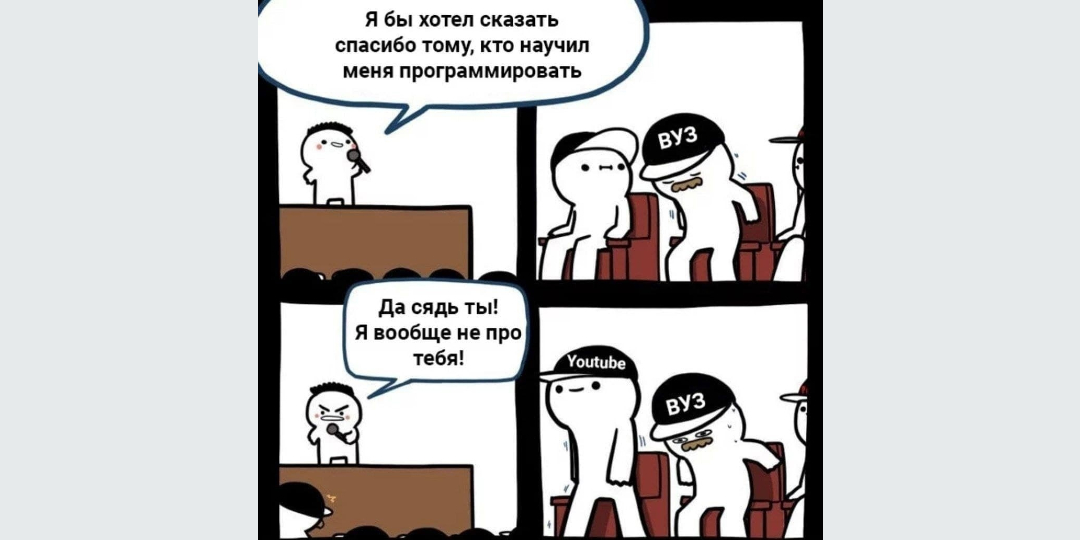 Я бы хотел сказать
спасибо тому, кто научил
меня программировать
ВУЗ
Да сядь ты!
Я вообще не про
тебя!
Youtube
ВУЗ